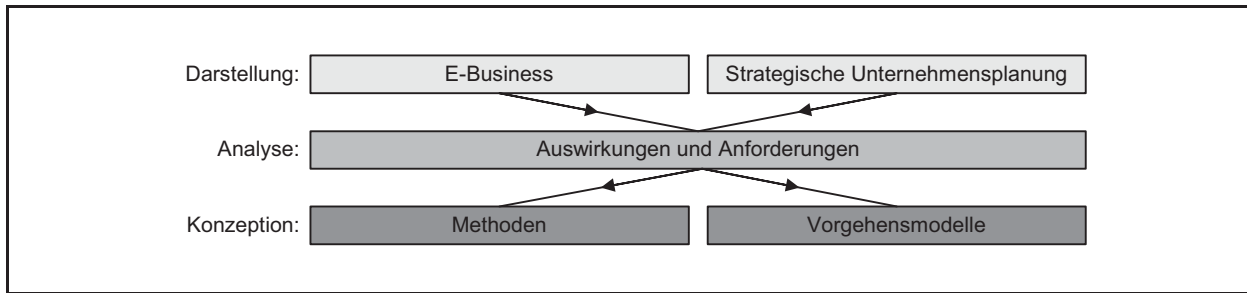 Darstellung: E-Business Strategische Unternehmensplanung
Analyse: Auswirkungen und Anforderungen
Konzeption: Methoden Vorgehensmodelle